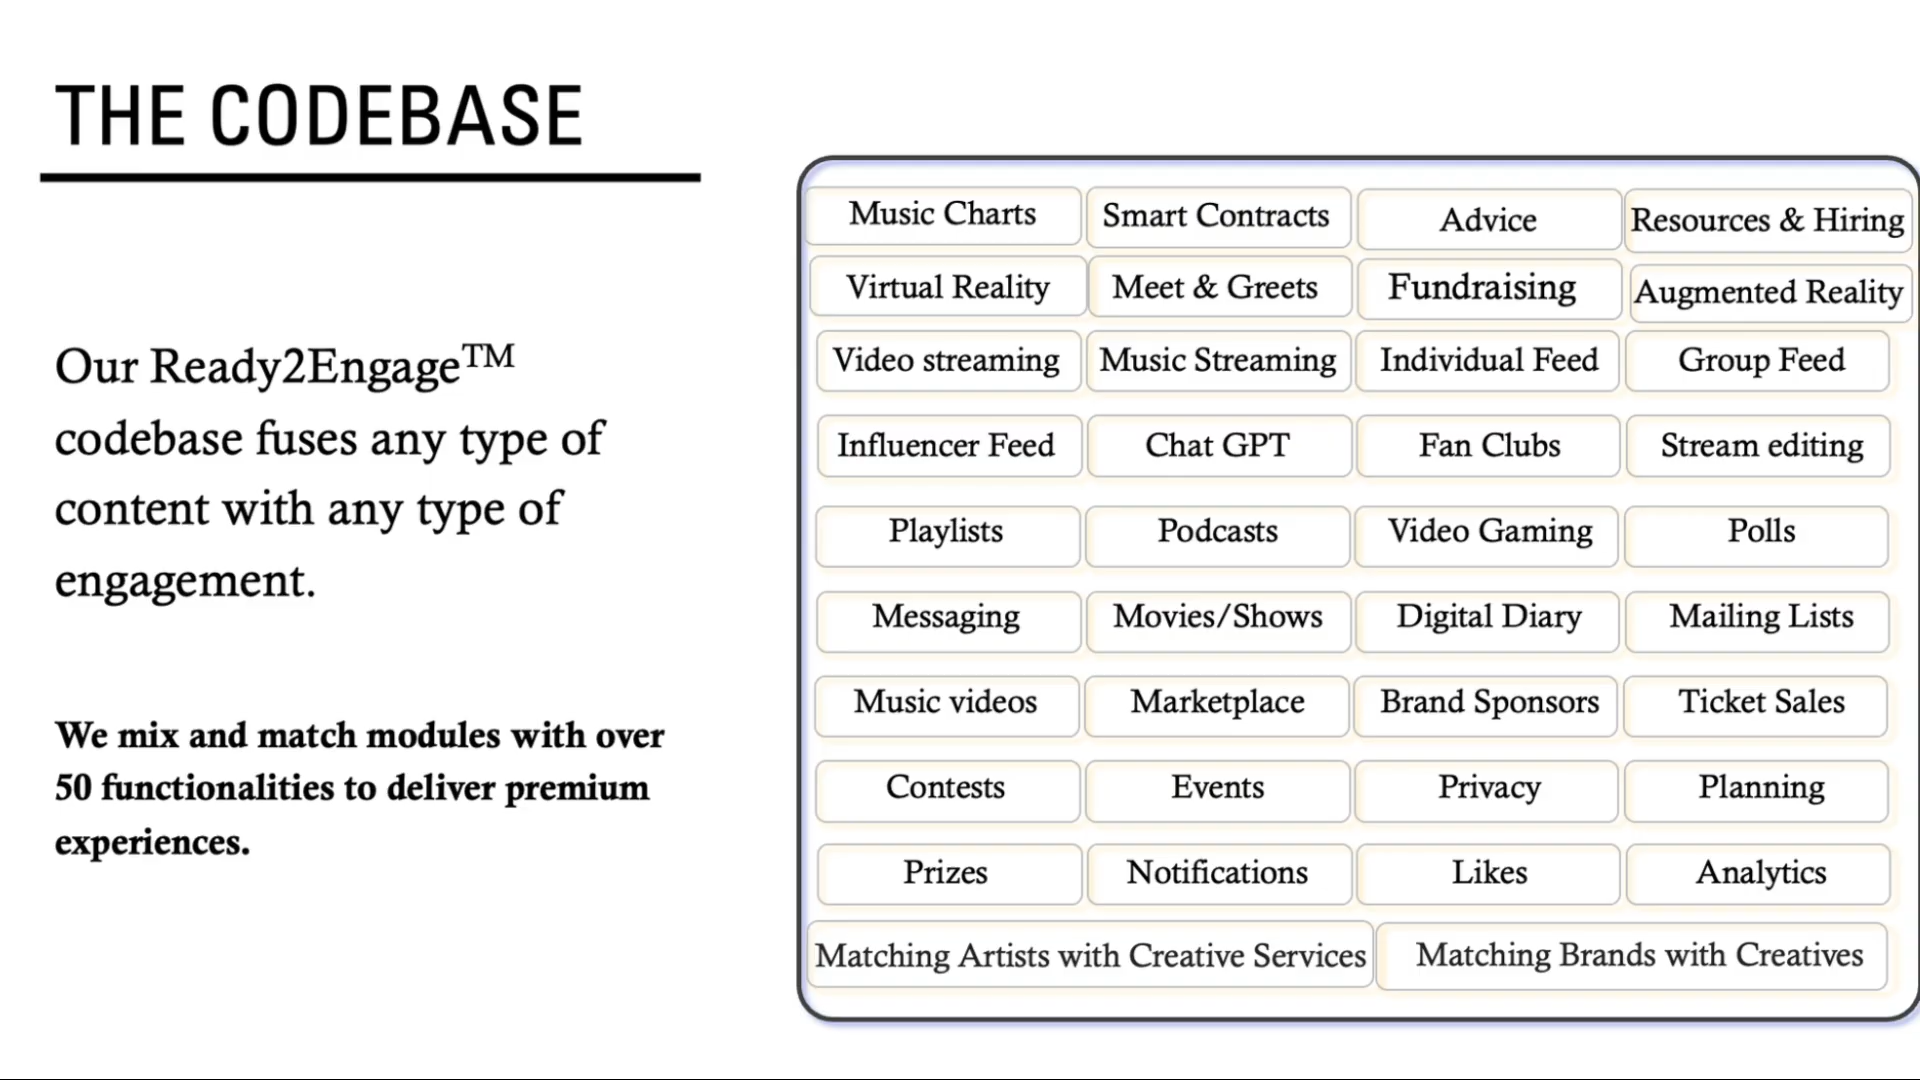 THE CODEBASE
Our Ready2Engage™
codebase fuses any type of
content with any type of
engagement.
We mix and match modules with over
50 functionalities to deliver premium
experiences.
Music Charts Smart Contracts Advice Resources & Hiring
Virtual Reality Meet & Greets Fundraising Augmented Reality
Video streaming Music Streaming Individual Feed Group Feed
Influencer Feed Chat GPT Fan Clubs Stream editing
Playlists Podcasts Video Gaming Polls
Messaging Movies/Shows Digital Diary Mailing Lists
Music videos Marketplace Brand Sponsors Ticket Sales
Contests Events Privacy Planning
Prizes Notifications Likes Analytics
Matching Artists with Creative Services Matching Brands with Creatives